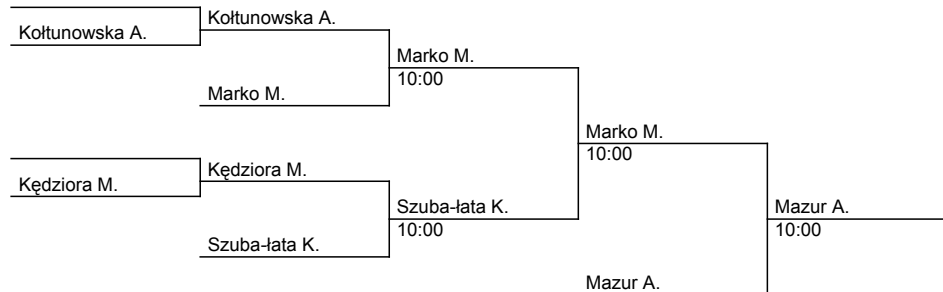 Kołtunowska A.
Kołtunowska A.
Marko M.
10:00
Marko M.
Marko M.
10:00
Kędziora M.
Kędziora M.
Szuba-łata K.
10:00
Mazur A.
10:00
Szuba-łata K.
Mazur A.